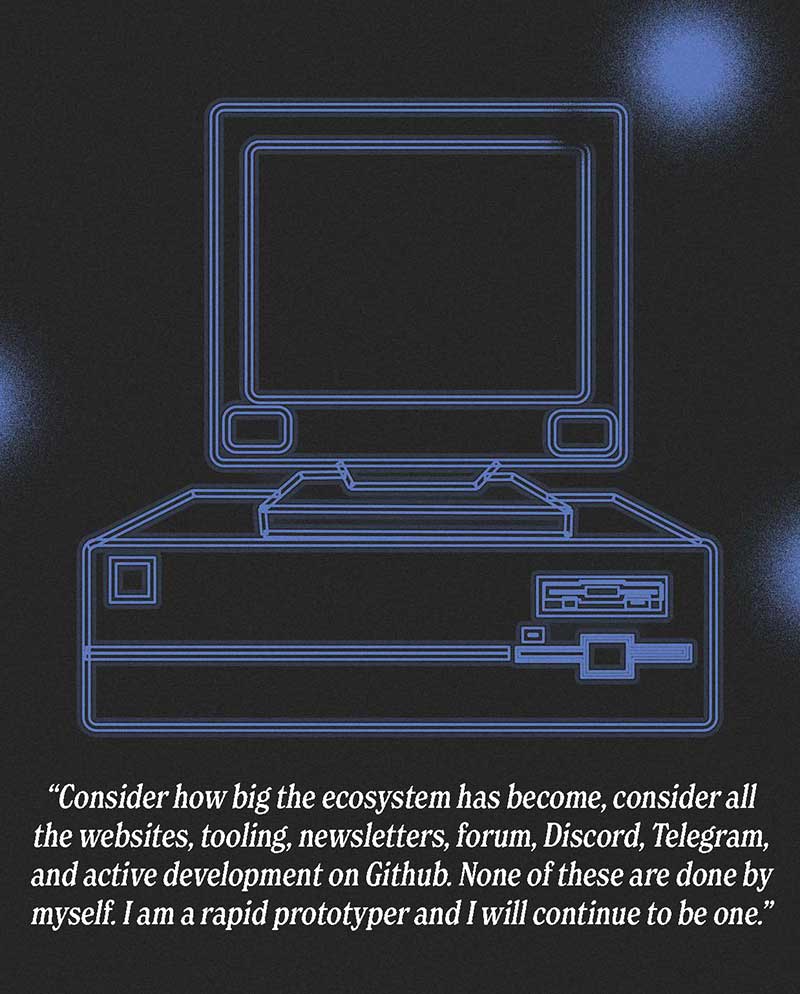 “Consider how big the ecosystem has become, consider all
the websites, tooling, newsletters, forum, Discord, Telegram,
and active development on Github. None of these are done by
myself. I am a rapid prototyper and I will continue to be one.”